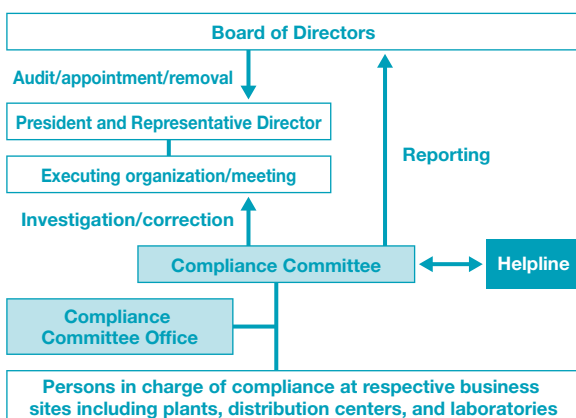 Board of Directors
Audit/appointment/removal
President and Representative Director
Reporting
Executing organization/meeting
Investigation/correction
Compliance Committee
Helpline
Compliance
Committee Office
Persons in charge of compliance at respective business
sites including plants, distribution centers, and laboratories